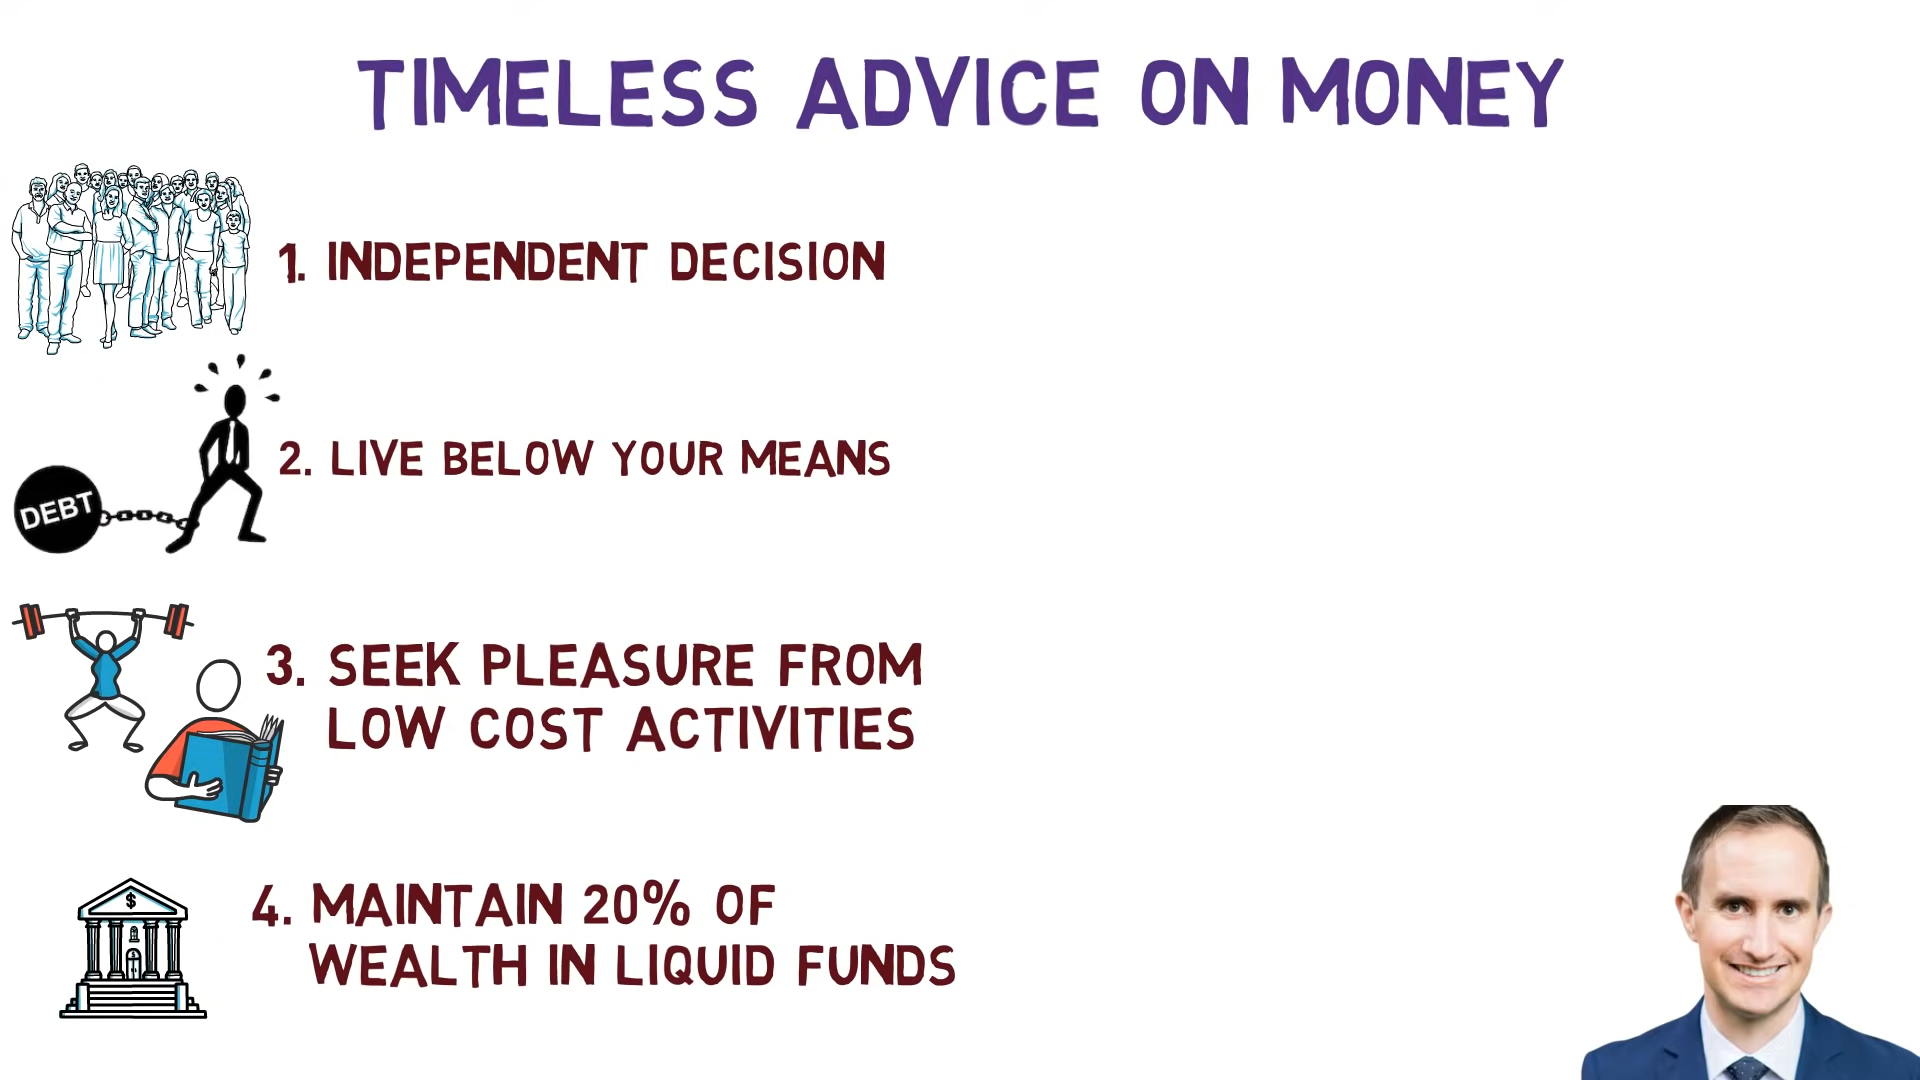 TIMELESS ADVICE ON MONEY
1. INDEPENDENT DECISION
2. LIVE BELOW YOUR MEANS
DEBT
3. SEEK PLEASURE FROM
LOW COST ACTIVITIES
$
4. MAINTAIN 20% OF
WEALTH IN LIQUID FUNDS